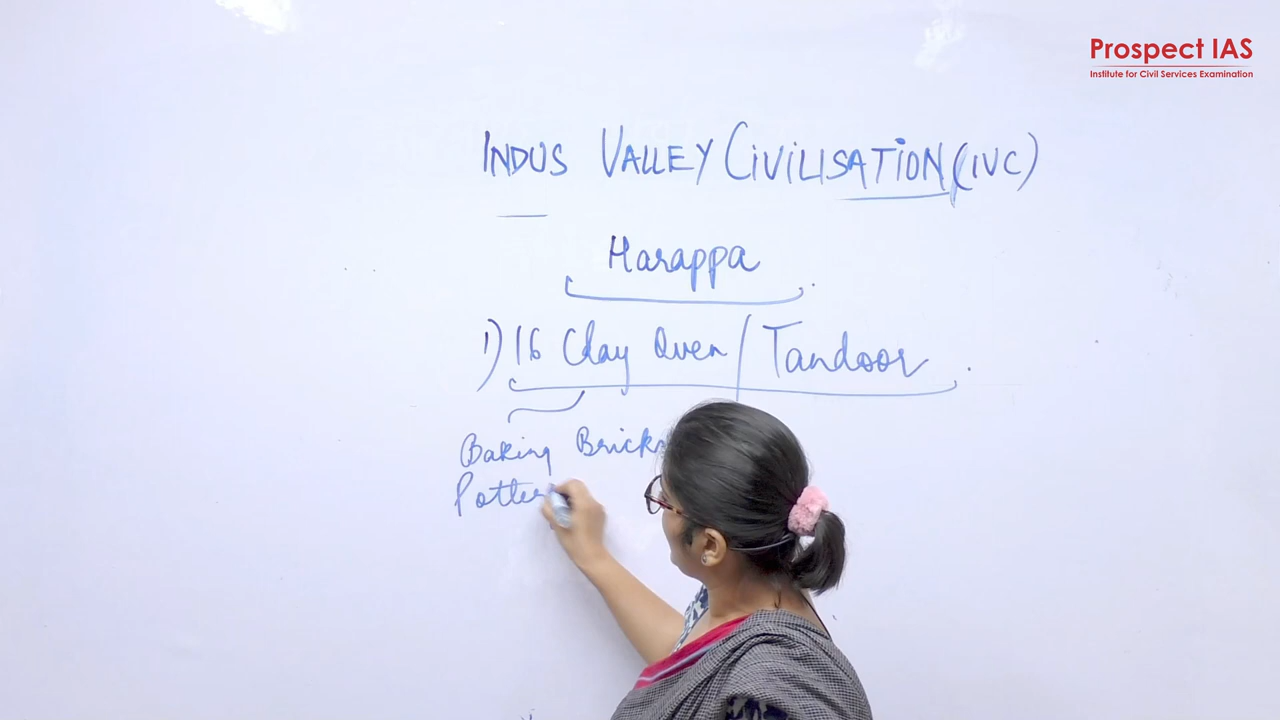 Prospect IAS
Institute for Civil Services Examination
INDUS VALLEY CIVILISATION (IVC)
Harappa
1) 16 Clay Oven / Tandoor
Baking Bricks
Potter